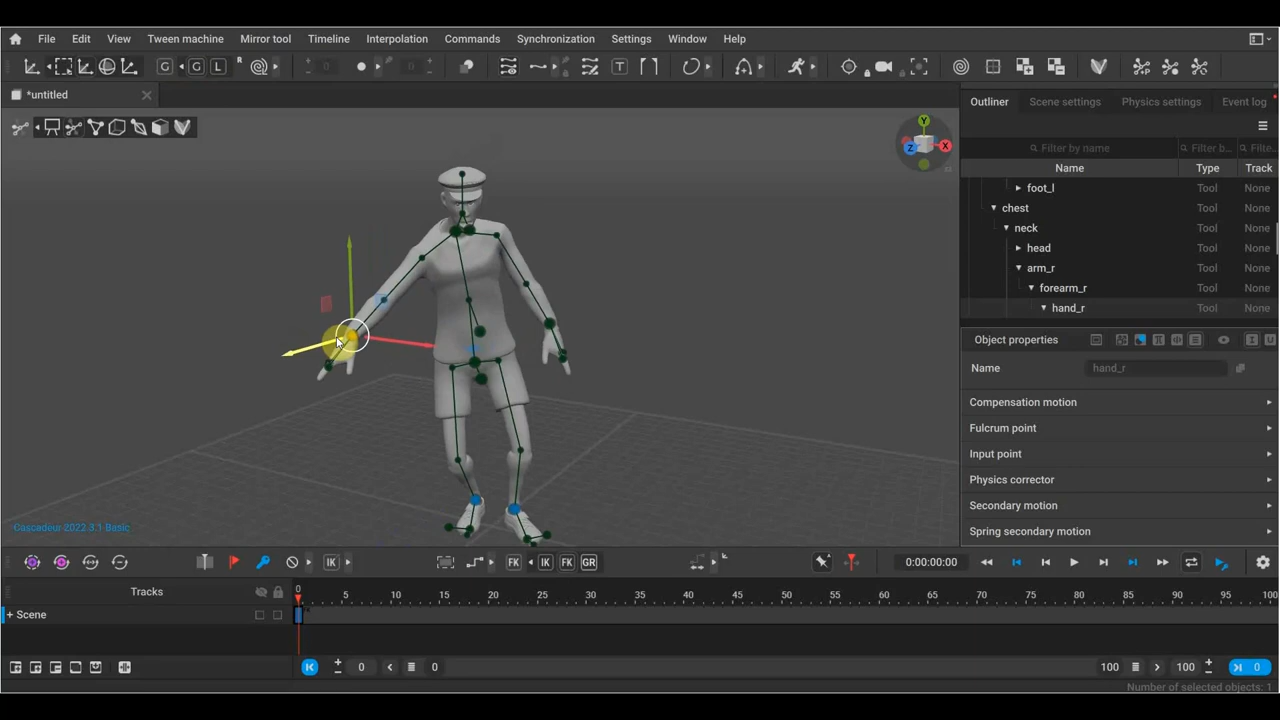 File Edit View Tween machine Mirror tool Timeline Interpolation Commands Synchronization Settings Window Help
G G L R 0 0 T
*untitled
Outliner Scene settings Physics settings Event log
Y Z X
Filter by name Filter b... Filte...
Name Type Track
foot_l Tool None
chest Tool None
neck Tool None
head Tool None
arm_r Tool None
forearm_r Tool None
hand_r Tool None
Object properties
Name hand_r
Compensation motion
Fulcrum point
Input point
Physics corrector
Secondary motion
Spring secondary motion
Cascadeur 2022.3.1 Basic
IK FK IK FK GR 0:00:00:00
Tracks 0 5 10 15 20 25 30 35 40 45 50 55 60 65 70 75 80 85 90 95 100
+ Scene
0 0 100 100 0
Number of selected objects: 1